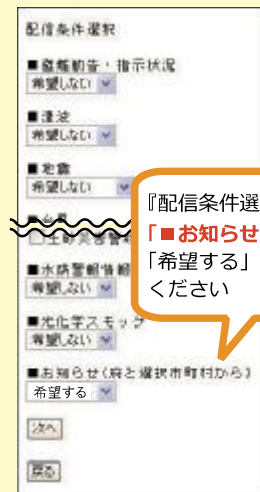 配信条件選択
■避難勧告・指示状況
希望しない
■津波
希望しない
■地震
希望しない
『配信条件選
「■お知らせ
「希望する」
ください
■水防警報情報
希望しない
■光化学スモッグ
希望しない
■お知らせ(府と選択市町村から)
希望する
次へ
戻る